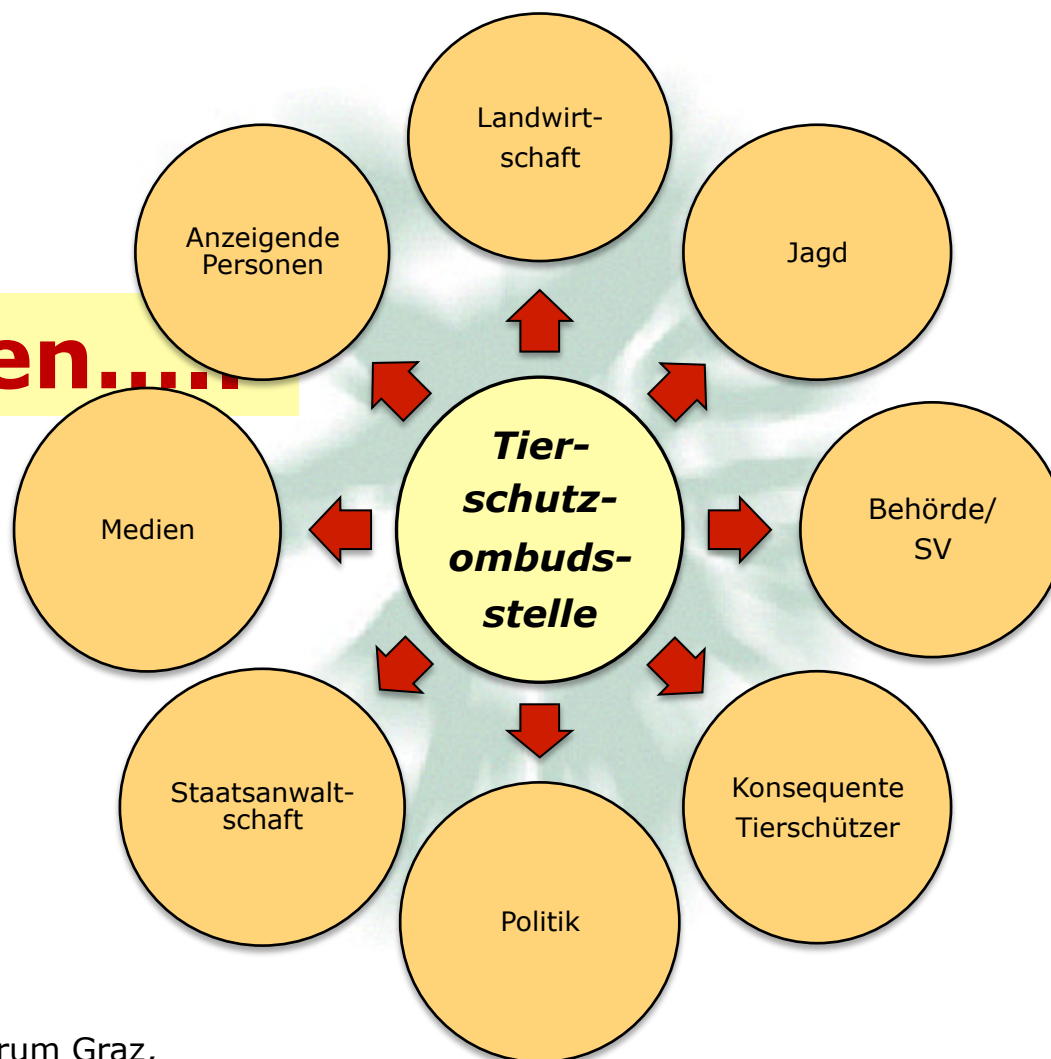 Landwirt-
schaft
Anzeigende
Personen
Jagd
en.....
Tier-
schutz-
ombuds-
stelle
Medien
Behörde/
SV
Staatsanwalt-
schaft
Konsequente
Tierschützer
Politik
rum Graz,